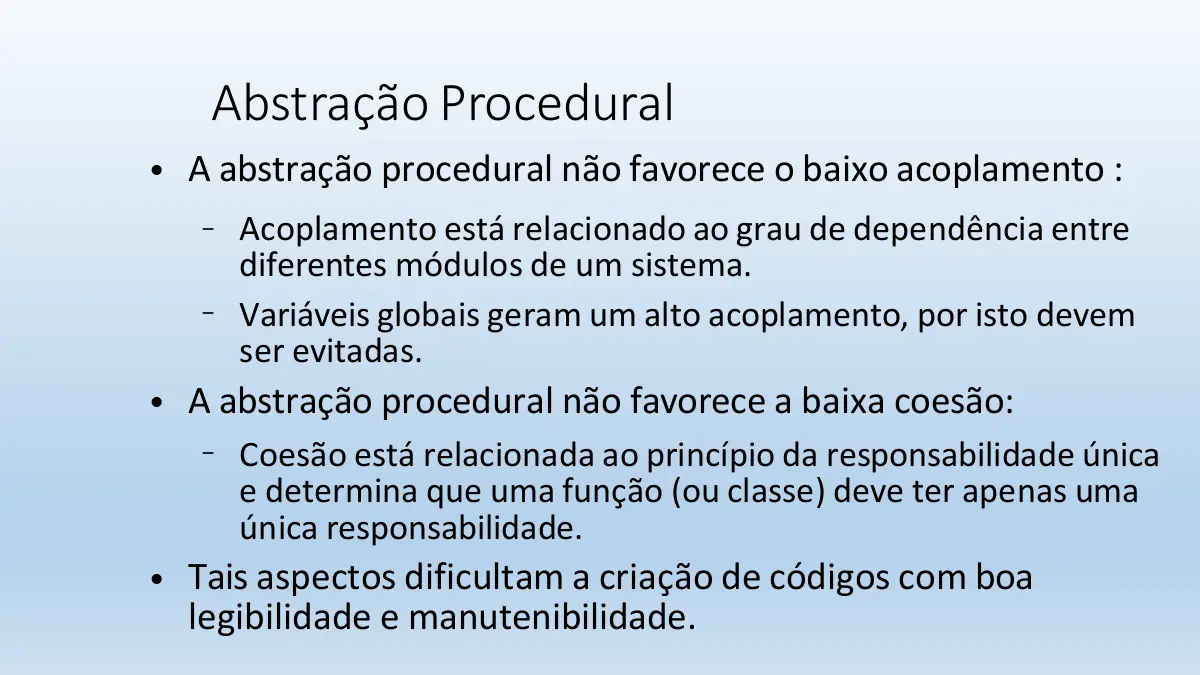 Abstração Procedural
• A abstração procedural não favorece o baixo acoplamento :
– Acoplamento está relacionado ao grau de dependência entre
diferentes módulos de um sistema.
– Variáveis globais geram um alto acoplamento, por isto devem
ser evitadas.
• A abstração procedural não favorece a baixa coesão:
– Coesão está relacionada ao princípio da responsabilidade única
e determina que uma função (ou classe) deve ter apenas uma
única responsabilidade.
• Tais aspectos dificultam a criação de códigos com boa
legibilidade e manutenibilidade.